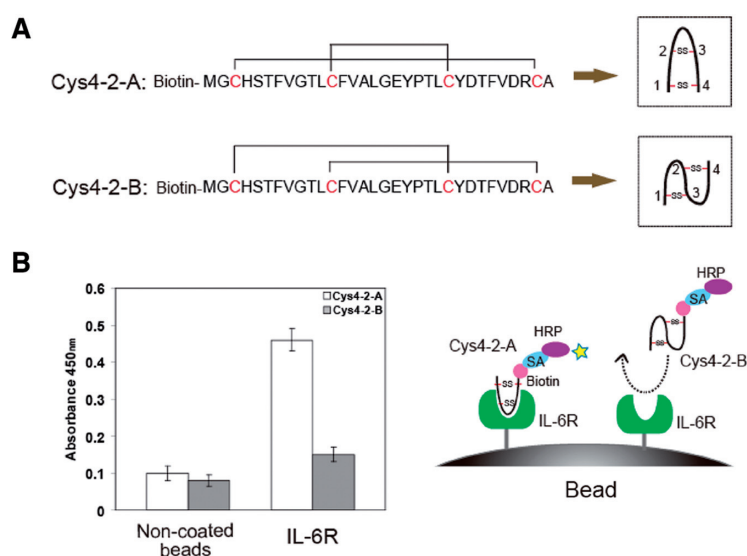 A
Cys4-2-A: Biotin-MGCHSTFVGTLCFVALGEYPTLCYDTFVDRCA
2 ss 3
1 ss 4
Cys4-2-B: Biotin-MGCHSTFVGTLCFVALGEYPTLCYDTFVDRCA
2 ss 4
1 ss 3
B
Absorbance 450nm
0.6
0.5
0.4
0.3
0.2
0.1
0
Cys4-2-A
Cys4-2-B
Non-coated
beads
IL-6R
Cys4-2-A
HRP
SA
Biotin
ss
ss
IL-6R
HRP
SA
ss
ss
Cys4-2-B
IL-6R
Bead